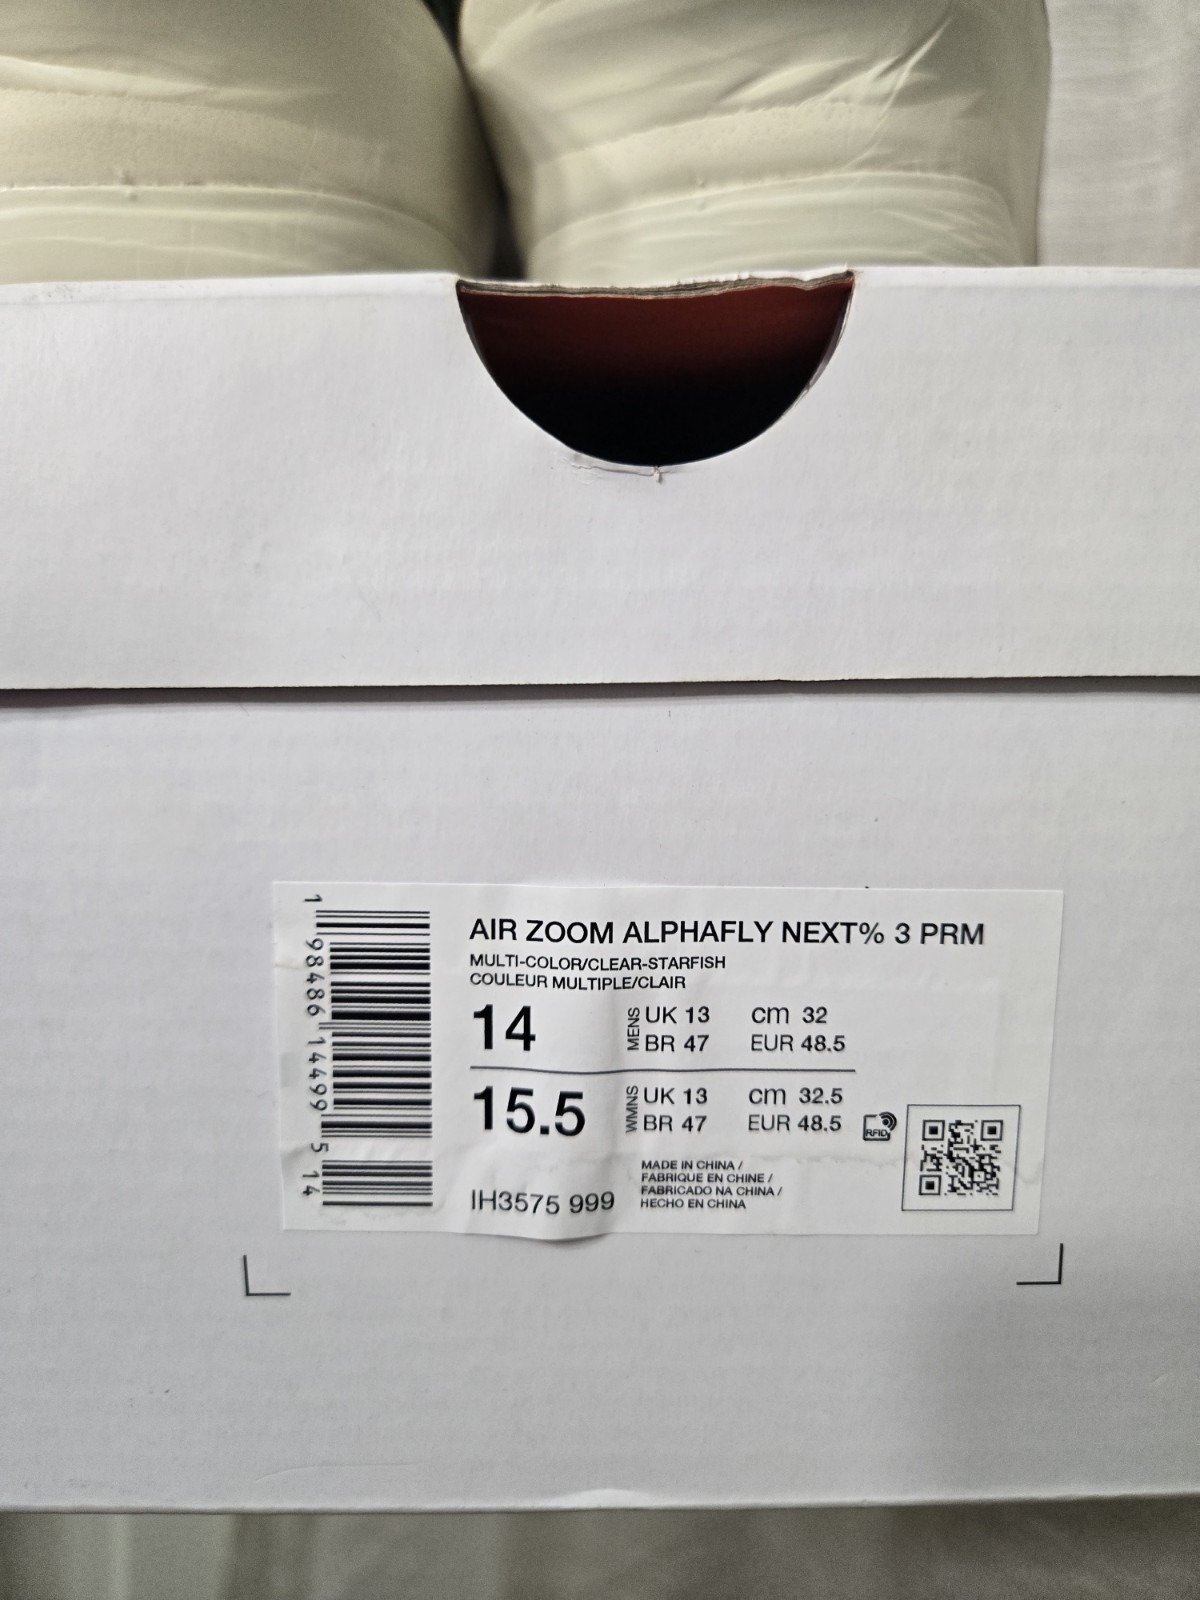 1 98486 14499 5 14
AIR ZOOM ALPHAFLY NEXT% 3 PRM
MULTI-COLOR/CLEAR-STARFISH
COULEUR MULTIPLE/CLAIR
14 MENS UK 13 cm 32
BR 47 EUR 48.5
15.5 WMNS UK 13 cm 32.5
BR 47 EUR 48.5
RFID
MADE IN CHINA /
FABRIQUE EN CHINE /
FABRICADO NA CHINA /
HECHO EN CHINA
IH3575 999